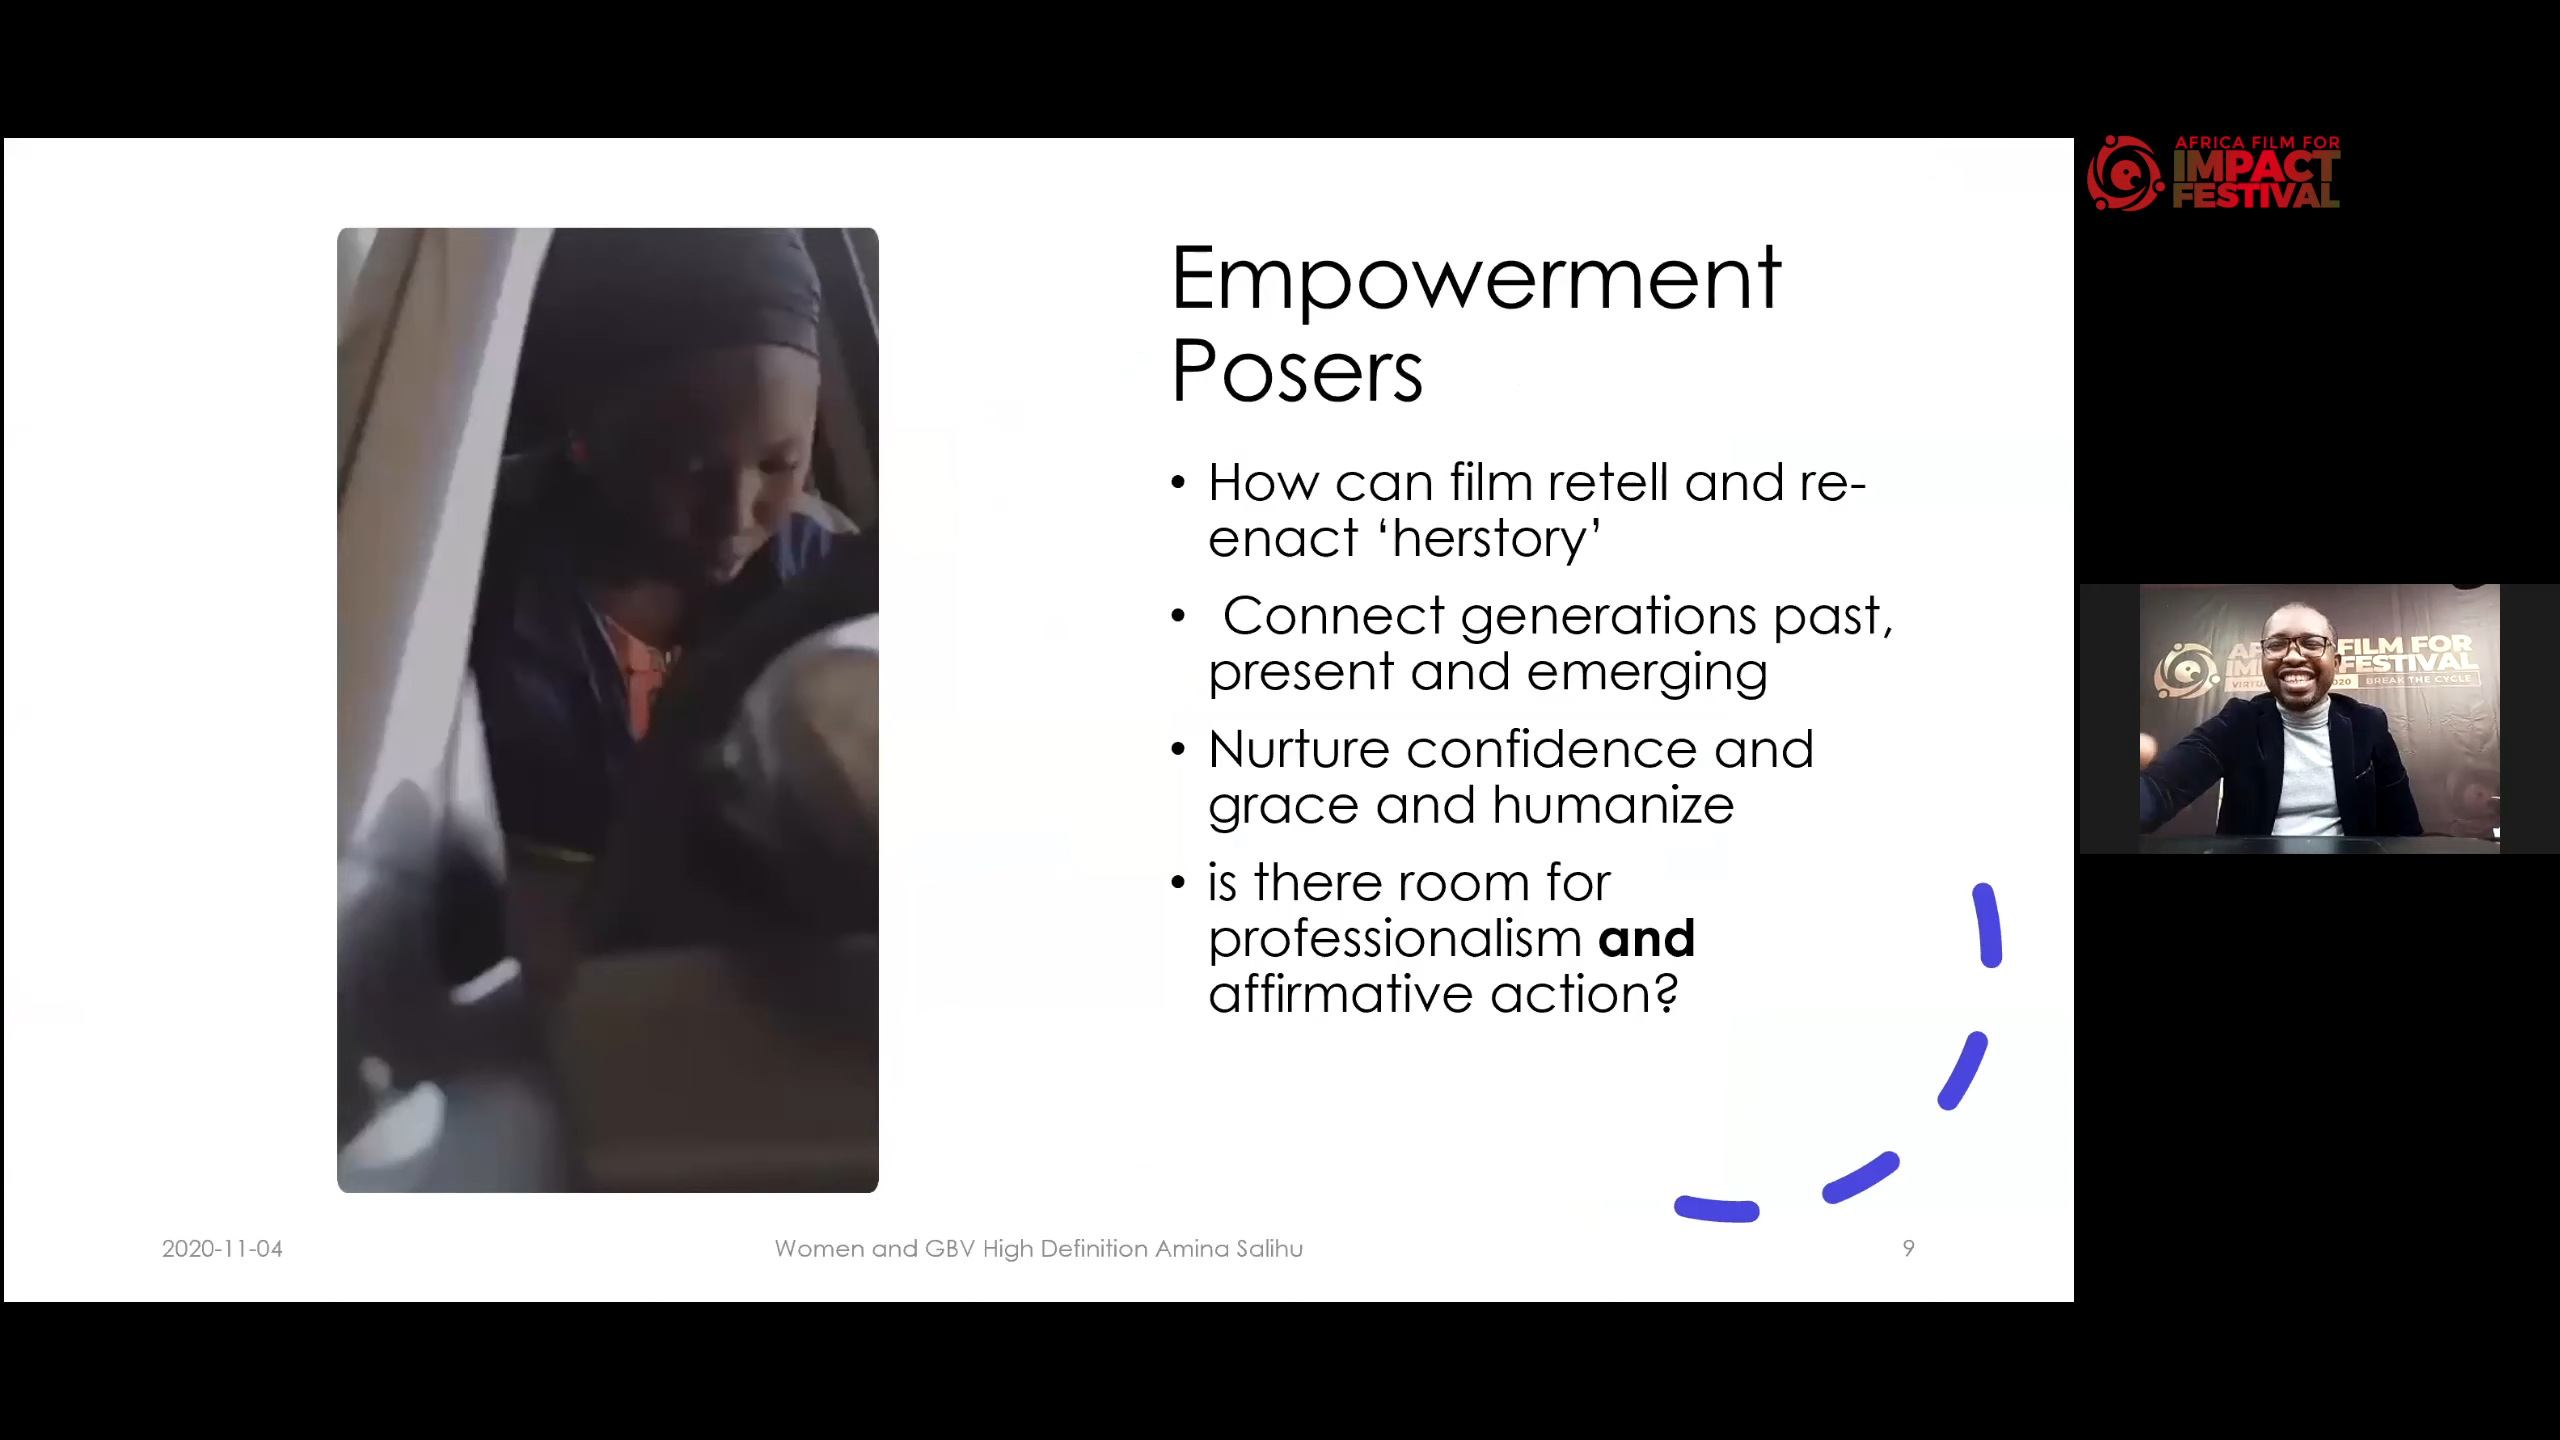 AFRICA FILM FOR
IMPACT
FESTIVAL
Empowerment
Posers
• How can film retell and re-
enact ‘herstory’
• Connect generations past,
present and emerging
• Nurture confidence and
grace and humanize
• is there room for
professionalism and
affirmative action?
FILM FOR
FESTIVAL
BREAK THE CYCLE
2020-11-04
Women and GBV High Definition Amina Salihu
9